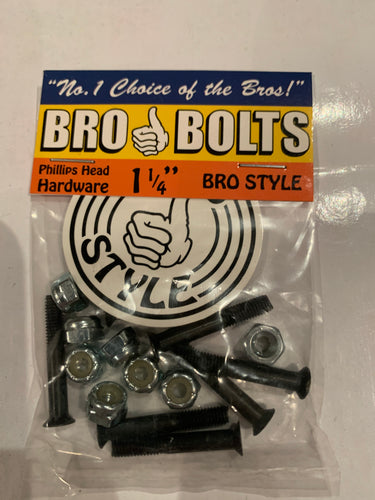 "No. 1 Choice of the Bros!"
BRO BOLTS
Phillips Head
Hardware
1 1/4"
BRO STYLE
STYLE